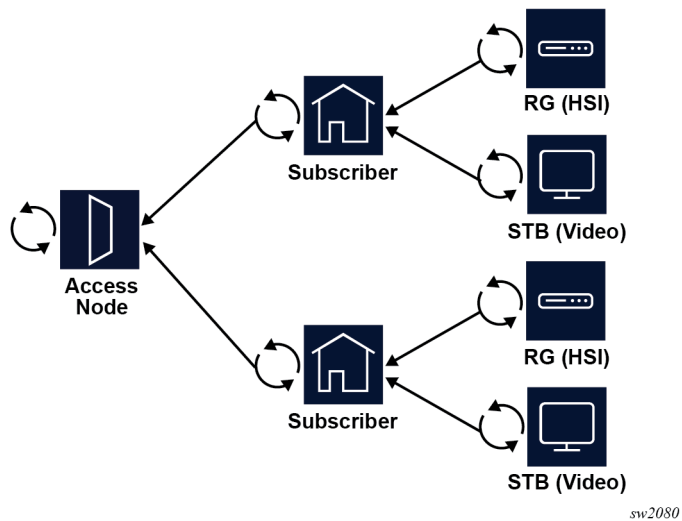 RG (HSI)
Subscriber
STB (Video)
Access
Node
RG (HSI)
Subscriber
STB (Video)
sw2080